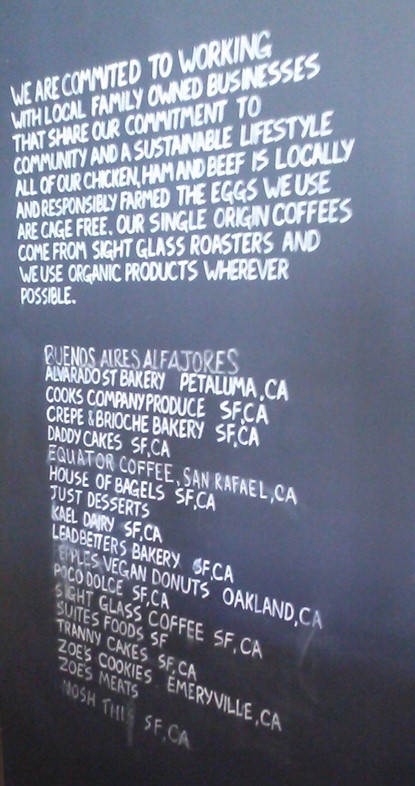 WE ARE COMMITED TO WORKING
WITH LOCAL FAMILY OWNED BUSINESSES
THAT SHARE OUR COMMITMENT TO
COMMUNITY AND A SUSTAINABLE LIFESTYLE
ALL OF OUR CHICKEN, HAM AND BEEF IS LOCALLY
AND RESPONSIBLY FARMED THE EGGS WE USE
ARE CAGE FREE. OUR SINGLE ORIGIN COFFEES
COME FROM SIGHT GLASS ROASTERS AND
WE USE ORGANIC PRODUCTS WHEREVER
POSSIBLE.
BUENOS AIRES ALFAJORES
ALVARADO ST BAKERY PETALUMA, CA
COOKS COMPANY PRODUCE SF, CA
CREPE & BRIOCHE BAKERY SF, CA
DADDY CAKES SF, CA
EQUATOR COFFEE, SAN RAFAEL, CA
HOUSE OF BAGELS SF, CA
JUST DESSERTS
KAEL DAIRY SF, CA
LEADBETTERS BAKERY SF, CA
VEGAN DONUTS OAKLAND, CA
POCO DOLCE SF, CA
SIGHT GLASS COFFEE SF, CA
SUITES FOODS SF
TRANNY CAKES SF, CA
ZOE'S COOKIES EMERYVILLE, CA
ZOE'S MEATS
NOSH THIS SF, CA